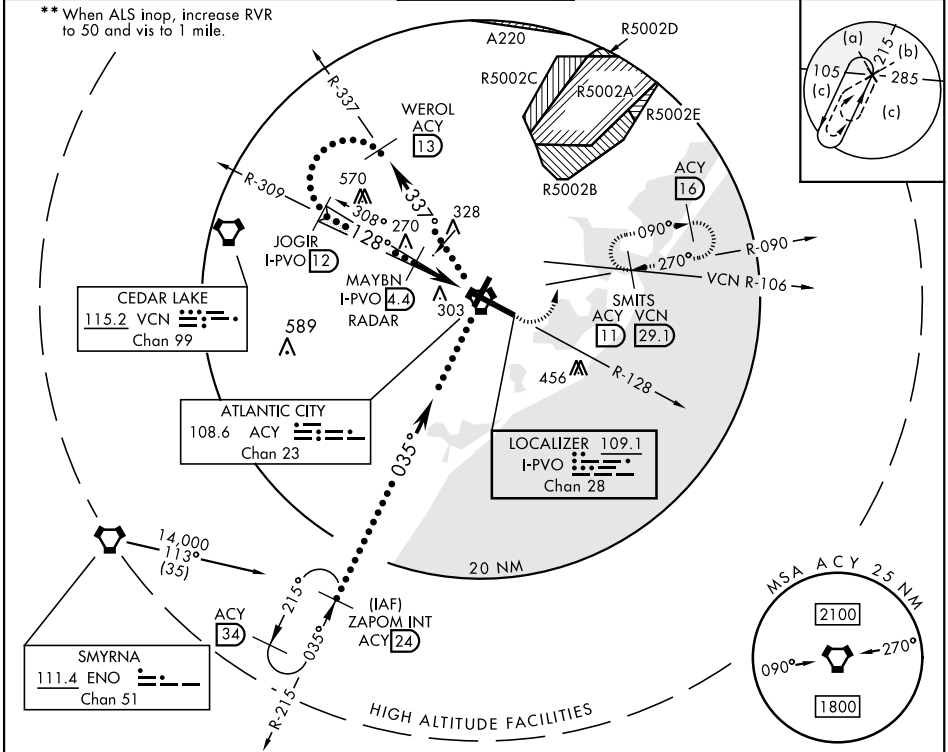 ** When ALS inop, increase RVR
to 50 and vis to 1 mile.
A220
R5002D
R5002C
R5002A
R5002E
R5002B
(a)
215
(b)
105
285
(c)
(c)
R-337
WEROL
ACY
13
R-309
570
308°
337°
270
328
128°
JOGIR
I-PVO 12
MAYBN
I-PVO 4.4
RADAR
303
ACY
16
090°
R-090
270°
VCN R-106
SMITS
ACY VCN
11 29.1
CEDAR LAKE
115.2 VCN
Chan 99
589
456
R-128
ATLANTIC CITY
108.6 ACY
Chan 23
LOCALIZER 109.1
I-PVO
Chan 28
035°
14,000
113°
(35)
20 NM
215°
035°
(IAF)
ZAPOM INT
ACY 24
ACY
34
R-215
SMYRNA
111.4 ENO
Chan 51
HIGH ALTITUDE FACILITIES
MSA ACY 25 NM
2100
090°
270°
1800